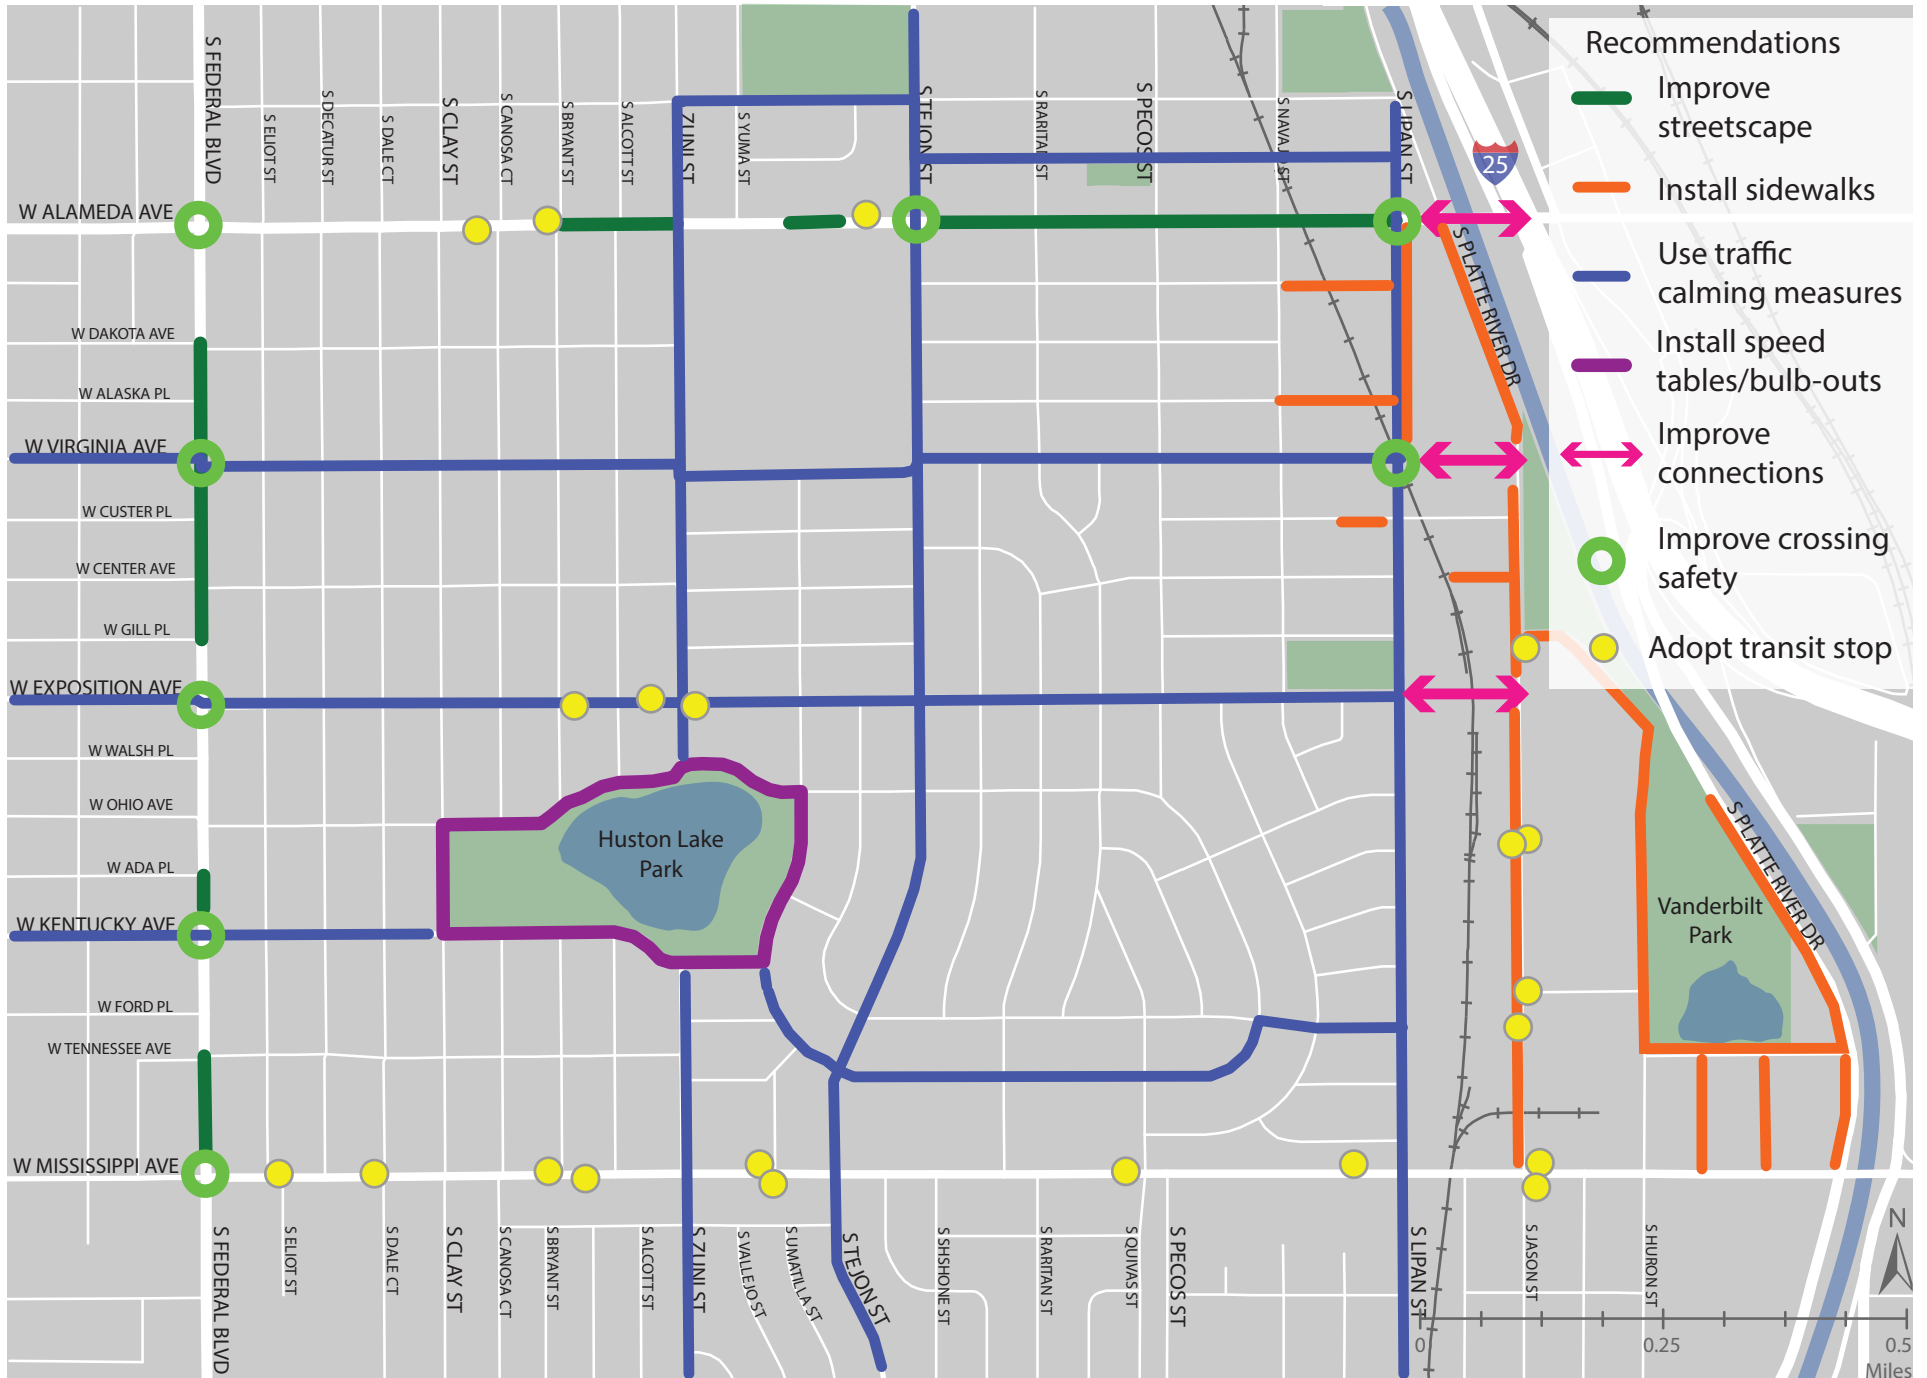 Recommendations
Improve
streetscape
Install sidewalks
Use traffic
calming measures
Install speed
tables/bulb-outs
Improve
connections
Improve crossing
safety
Adopt transit stop
25
S FEDERAL BLVD
S ELIOT ST
S DECATUR ST
S DALE CT
S CLAY ST
S CANOSA CT
S BRYANT ST
S ALCOTT ST
ZUNI ST
S YUMA ST
S TEJON ST
S RARITAN ST
S PECOS ST
S NAVAJO ST
S LIPAN ST
S PLATTE RIVER DR
W ALAMEDA AVE
W DAKOTA AVE
W ALASKA PL
W VIRGINIA AVE
W CUSTER PL
W CENTER AVE
W GILL PL
W EXPOSITION AVE
W WALSH PL
W OHIO AVE
W ADA PL
W KENTUCKY AVE
W FORD PL
W TENNESSEE AVE
W MISSISSIPPI AVE
Huston Lake
Park
Vanderbilt
Park
S PLATTE RIVER DR
S FEDERAL BLVD
S ELIOT ST
S DALE CT
S CLAY ST
S CANOSA CT
S BRYANT ST
S ALCOTT ST
S ZUNI ST
S VALLEJO ST
S UMATILLA ST
S TEJON ST
S SHSHONE ST
S RARITAN ST
S QUIVAS ST
S PECOS ST
S LIPAN ST
S JASON ST
S HURON ST
N
0
0.25
0.5
Miles